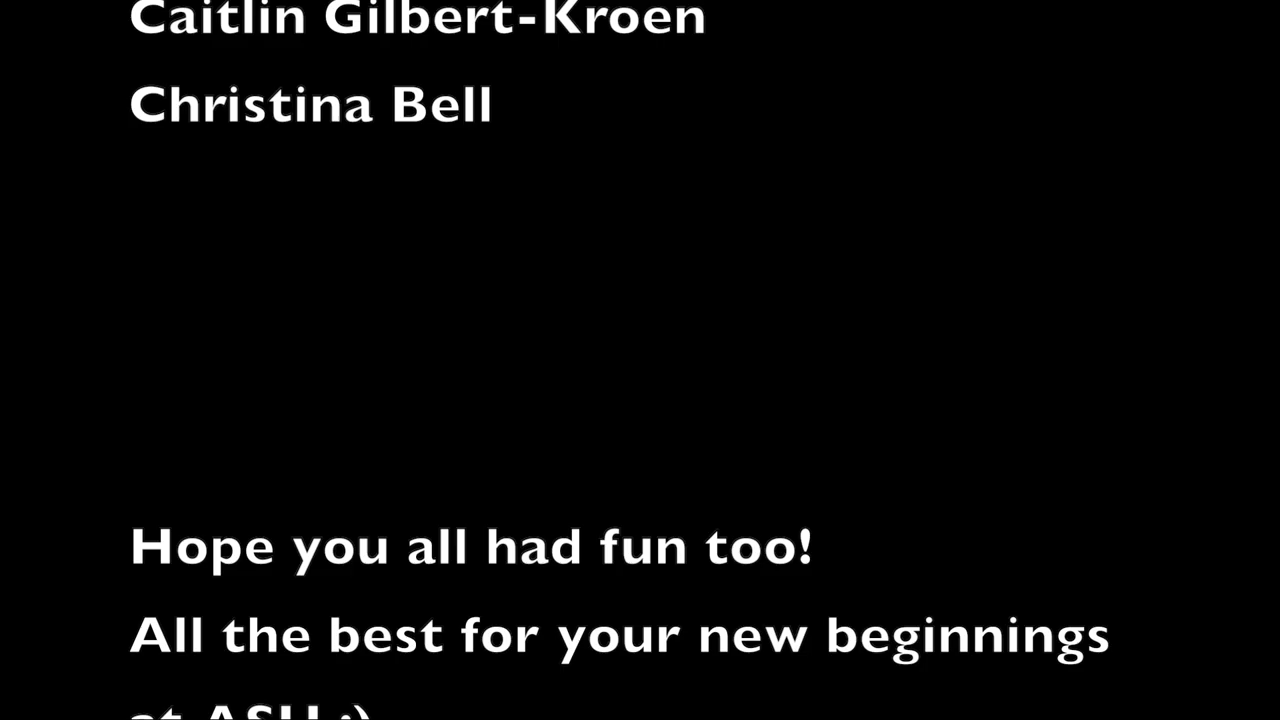 Caitlin Gilbert-Kroen
Christina Bell
Hope you all had fun too!
All the best for your new beginnings
at ASU :)